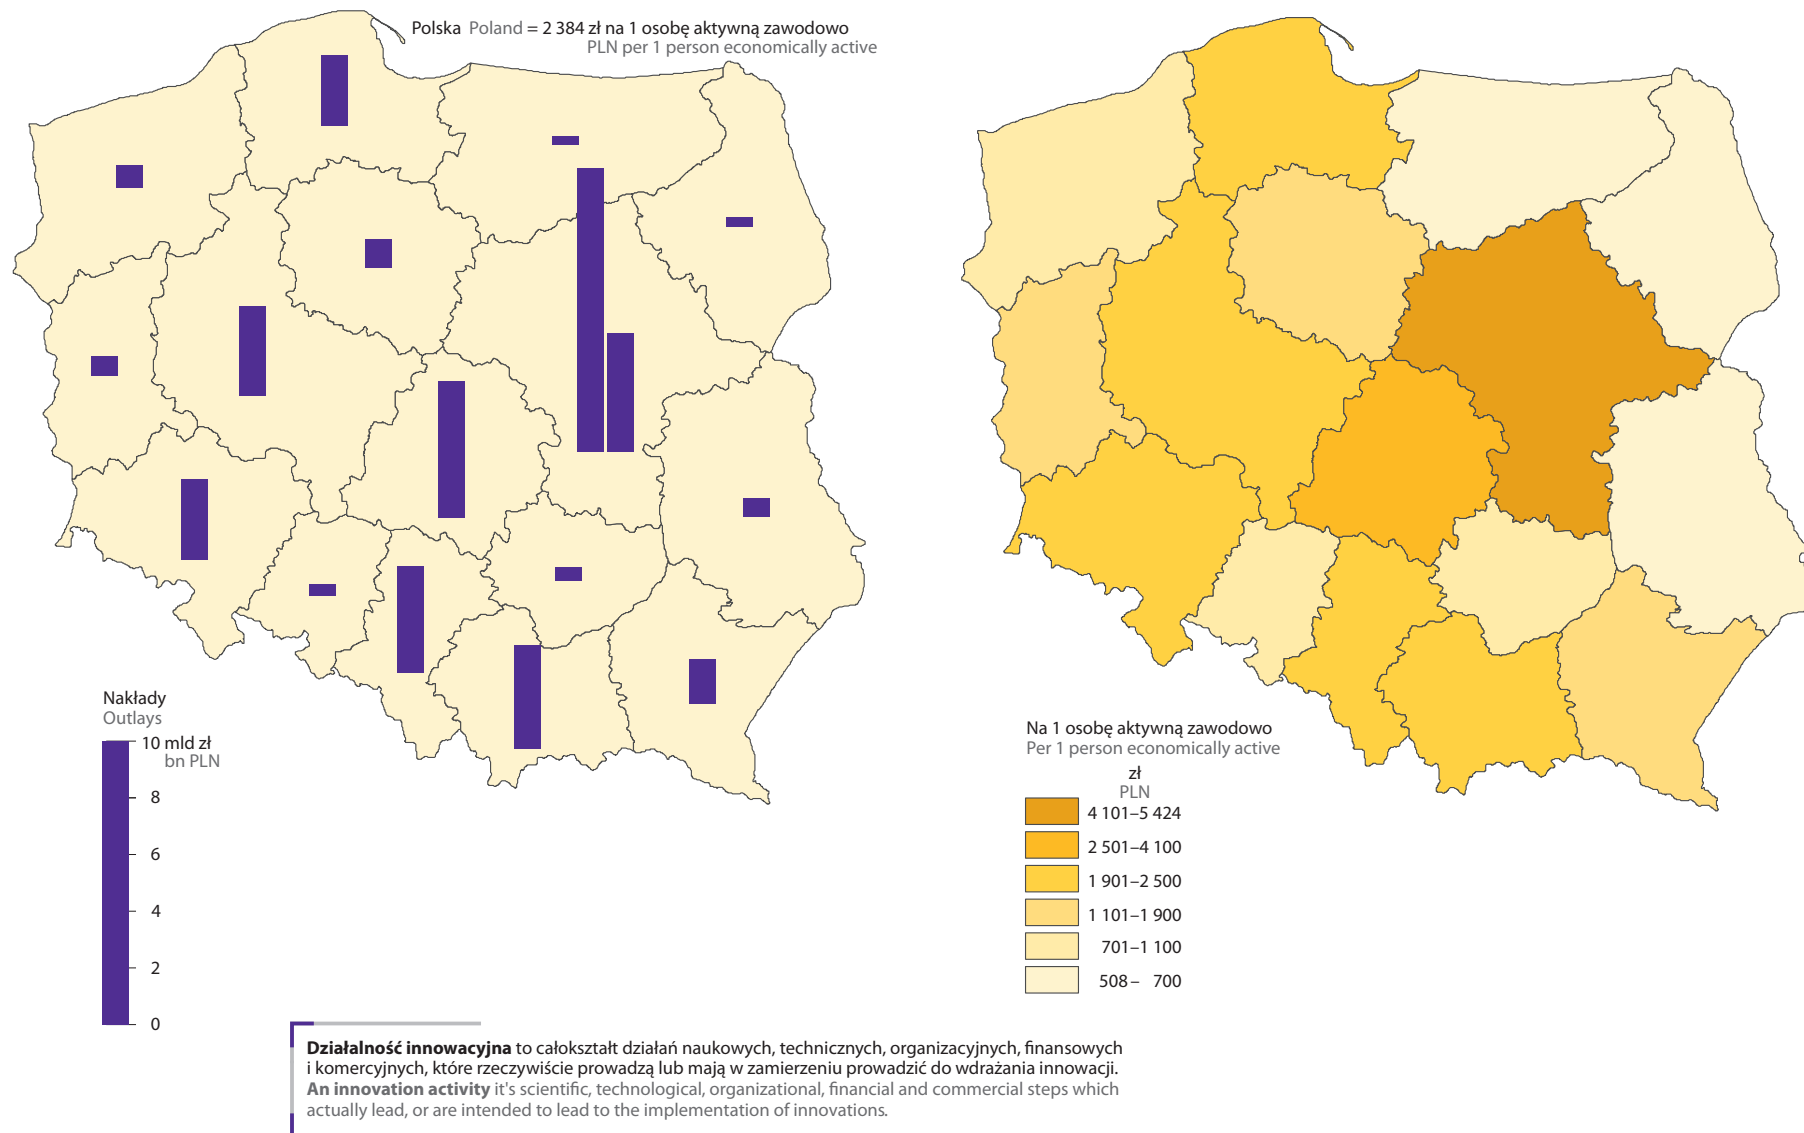 Polska Poland = 2 384 zł na 1 osobę aktywną zawodowo
PLN per 1 person economically active
Nakłady
Outlays
10 mld zł
bn PLN
8
6
4
2
0
Na 1 osobę aktywną zawodowo
Per 1 person economically active
zł
PLN
4 101–5 424
2 501–4 100
1 901–2 500
1 101–1 900
701–1 100
508– 700
Działalność innowacyjna to całokształt działań naukowych, technicznych, organizacyjnych, finansowych
i komercyjnych, które rzeczywiście prowadzą lub mają w zamierzeniu prowadzić do wdrażania innowacji.
An innovation activity it's scientific, technological, organizational, financial and commercial steps which
actually lead, or are intended to lead to the implementation of innovations.